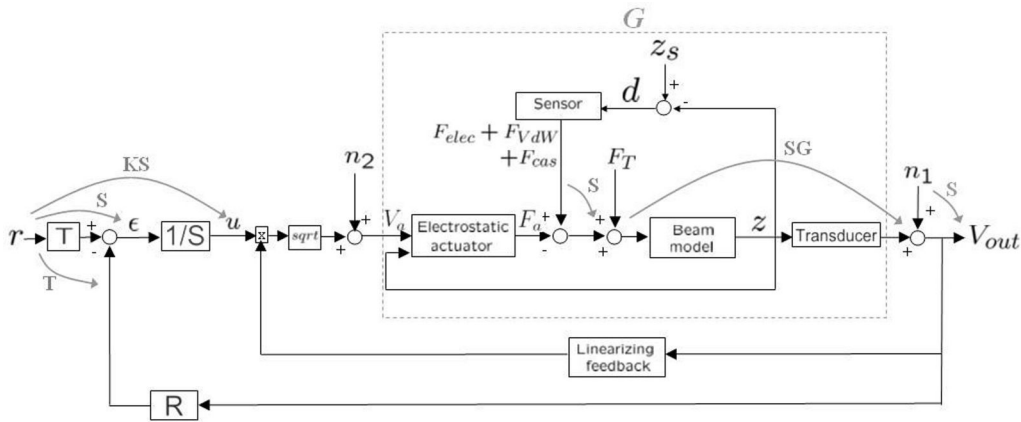 G
z_s
+
-
d
Sensor
F_elec + F_VdW
+ F_cas
n_2
F_T
SG
n_1
KS
S
S
S
r
T
+
-
ϵ
1/S
u
x
sqrt
+
+
V_a
Electrostatic
actuator
F_a
+
-
+
+
Beam
model
z
Transducer
+
+
V_out
T
Linearizing
feedback
R